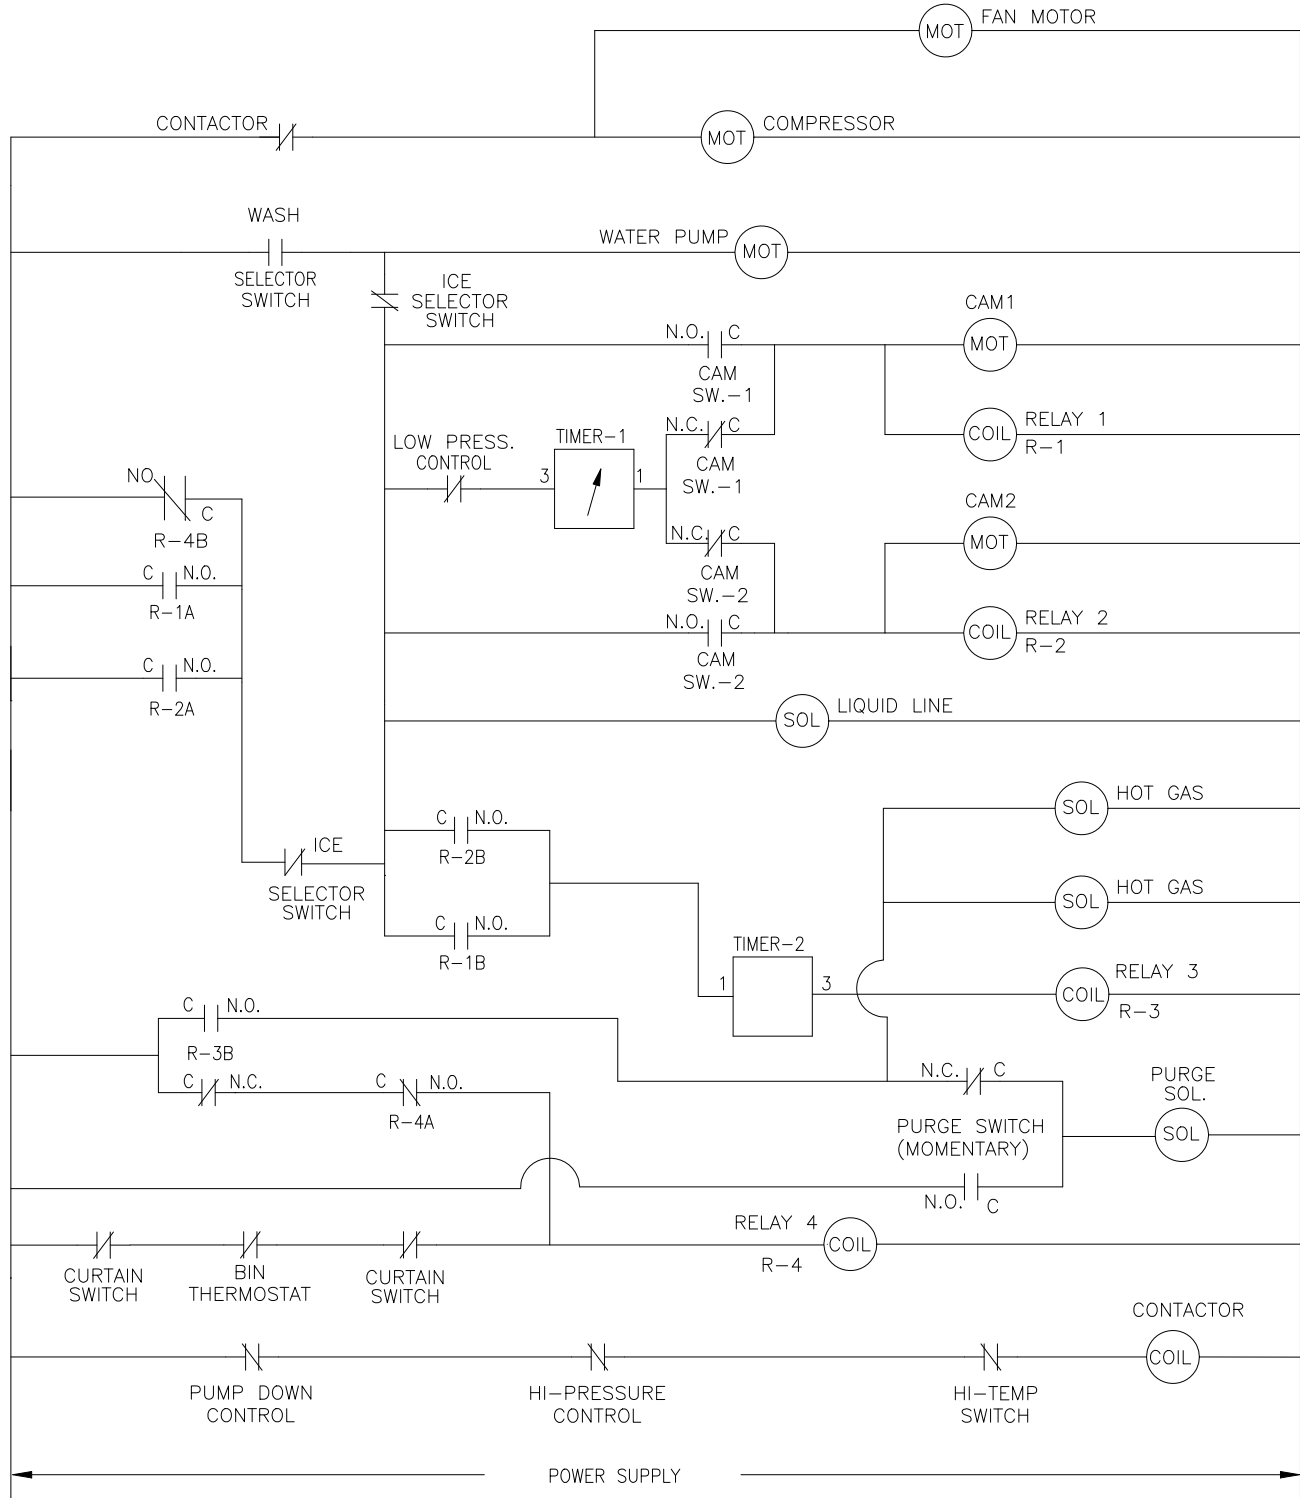 MOT FAN MOTOR
CONTACTOR
MOT COMPRESSOR
WASH
SELECTOR
SWITCH
WATER PUMP MOT
ICE
SELECTOR
SWITCH
CAM1
MOT
N.O. C
CAM
SW.-1
RELAY 1
COIL
R-1
N.C. C
CAM
SW.-1
LOW PRESS.
CONTROL
TIMER-1
3
1
NO
C
R-4B
CAM2
MOT
N.C. C
CAM
SW.-2
C N.O.
R-1A
N.O. C
CAM
SW.-2
RELAY 2
COIL
R-2
C N.O.
R-2A
SOL LIQUID LINE
SOL HOT GAS
C N.O.
R-2B
ICE
SELECTOR
SWITCH
SOL HOT GAS
C N.O.
R-1B
TIMER-2
1
3
RELAY 3
COIL
R-3
C N.O.
R-3B
C N.C.
C N.O.
R-4A
N.C. C
PURGE SWITCH
(MOMENTARY)
N.O. C
PURGE
SOL.
SOL
RELAY 4
R-4
COIL
CURTAIN
SWITCH
BIN
THERMOSTAT
CURTAIN
SWITCH
CONTACTOR
COIL
PUMP DOWN
CONTROL
HI-PRESSURE
CONTROL
HI-TEMP
SWITCH
POWER SUPPLY